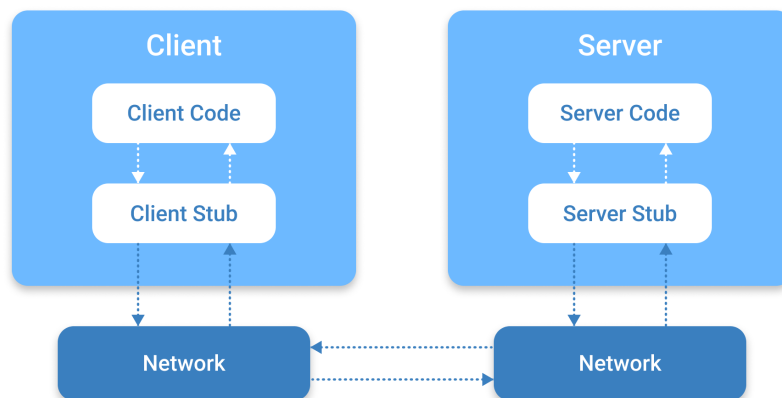 Client
Server
Client Code
Server Code
Client Stub
Server Stub
Network
Network